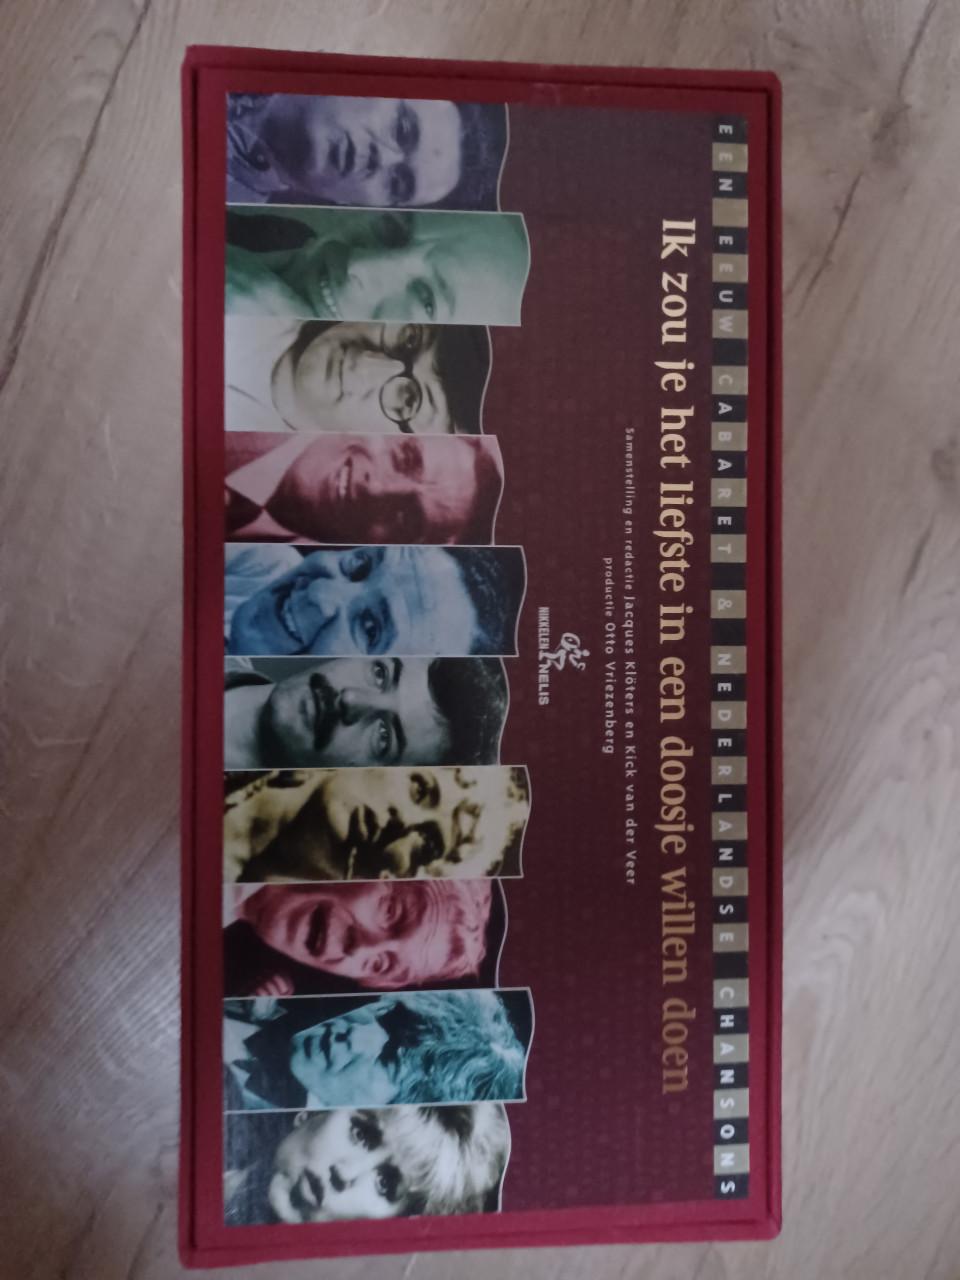 EEN EEUW CABARET & NEDERLANDSE CHANSONS
Ik zou je het liefste in een doosje willen doen
Samenstelling en redactie Jacques Klöters en Kick van der Veer
productie Otto Vriezenberg
NIKKELEN NELIS